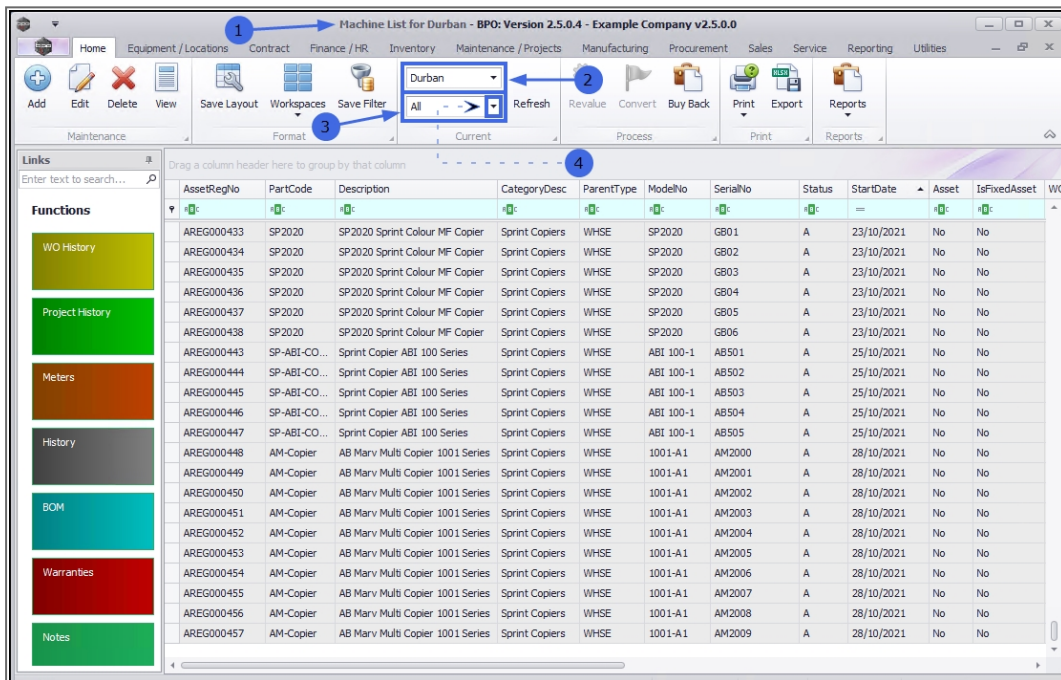 1
Machine List for Durban - BPO: Version 2.5.0.4 - Example Company v2.5.0.0
Home Equipment / Locations Contract Finance / HR Inventory Maintenance / Projects Manufacturing Procurement Sales Service Reporting Utilities
Durban 2
Add Edit Delete View Save Layout Workspaces Save Filter All Refresh Revalue Convert Buy Back Print Export Reports
3
Maintenance Format Current Process Print Reports
4
Links
Drag a column header here to group by that column
Enter text to search...
AssetRegNo PartCode Description CategoryDesc ParentType ModelNo SerialNo Status StartDate Asset IsFixedAsset WO
Functions
AREG000433 SP2020 SP2020 Sprint Colour MF Copier Sprint Copiers WHSE SP2020 GB01 A 23/10/2021 No No
WO History
AREG000434 SP2020 SP2020 Sprint Colour MF Copier Sprint Copiers WHSE SP2020 GB02 A 23/10/2021 No No
AREG000435 SP2020 SP2020 Sprint Colour MF Copier Sprint Copiers WHSE SP2020 GB03 A 23/10/2021 No No
AREG000436 SP2020 SP2020 Sprint Colour MF Copier Sprint Copiers WHSE SP2020 GB04 A 23/10/2021 No No
Project History
AREG000437 SP2020 SP2020 Sprint Colour MF Copier Sprint Copiers WHSE SP2020 GB05 A 23/10/2021 No No
AREG000438 SP2020 SP2020 Sprint Colour MF Copier Sprint Copiers WHSE SP2020 GB06 A 23/10/2021 No No
AREG000443 SP-ABI-CO... Sprint Copier ABI 100 Series Sprint Copiers WHSE ABI 100-1 AB501 A 25/10/2021 No No
AREG000444 SP-ABI-CO... Sprint Copier ABI 100 Series Sprint Copiers WHSE ABI 100-1 AB502 A 25/10/2021 No No
Meters
AREG000445 SP-ABI-CO... Sprint Copier ABI 100 Series Sprint Copiers WHSE ABI 100-1 AB503 A 25/10/2021 No No
AREG000446 SP-ABI-CO... Sprint Copier ABI 100 Series Sprint Copiers WHSE ABI 100-1 AB504 A 25/10/2021 No No
AREG000447 SP-ABI-CO... Sprint Copier ABI 100 Series Sprint Copiers WHSE ABI 100-1 AB505 A 25/10/2021 No No
History
AREG000448 AM-Copier AB Marv Multi Copier 1001 Series Sprint Copiers WHSE 1001-A1 AM2000 A 28/10/2021 No No
AREG000449 AM-Copier AB Marv Multi Copier 1001 Series Sprint Copiers WHSE 1001-A1 AM2001 A 28/10/2021 No No
AREG000450 AM-Copier AB Marv Multi Copier 1001 Series Sprint Copiers WHSE 1001-A1 AM2002 A 28/10/2021 No No
BOM
AREG000451 AM-Copier AB Marv Multi Copier 1001 Series Sprint Copiers WHSE 1001-A1 AM2003 A 28/10/2021 No No
AREG000452 AM-Copier AB Marv Multi Copier 1001 Series Sprint Copiers WHSE 1001-A1 AM2004 A 28/10/2021 No No
AREG000453 AM-Copier AB Marv Multi Copier 1001 Series Sprint Copiers WHSE 1001-A1 AM2005 A 28/10/2021 No No
Warranties
AREG000454 AM-Copier AB Marv Multi Copier 1001 Series Sprint Copiers WHSE 1001-A1 AM2006 A 28/10/2021 No No
AREG000455 AM-Copier AB Marv Multi Copier 1001 Series Sprint Copiers WHSE 1001-A1 AM2007 A 28/10/2021 No No
AREG000456 AM-Copier AB Marv Multi Copier 1001 Series Sprint Copiers WHSE 1001-A1 AM2008 A 28/10/2021 No No
Notes
AREG000457 AM-Copier AB Marv Multi Copier 1001 Series Sprint Copiers WHSE 1001-A1 AM2009 A 28/10/2021 No No